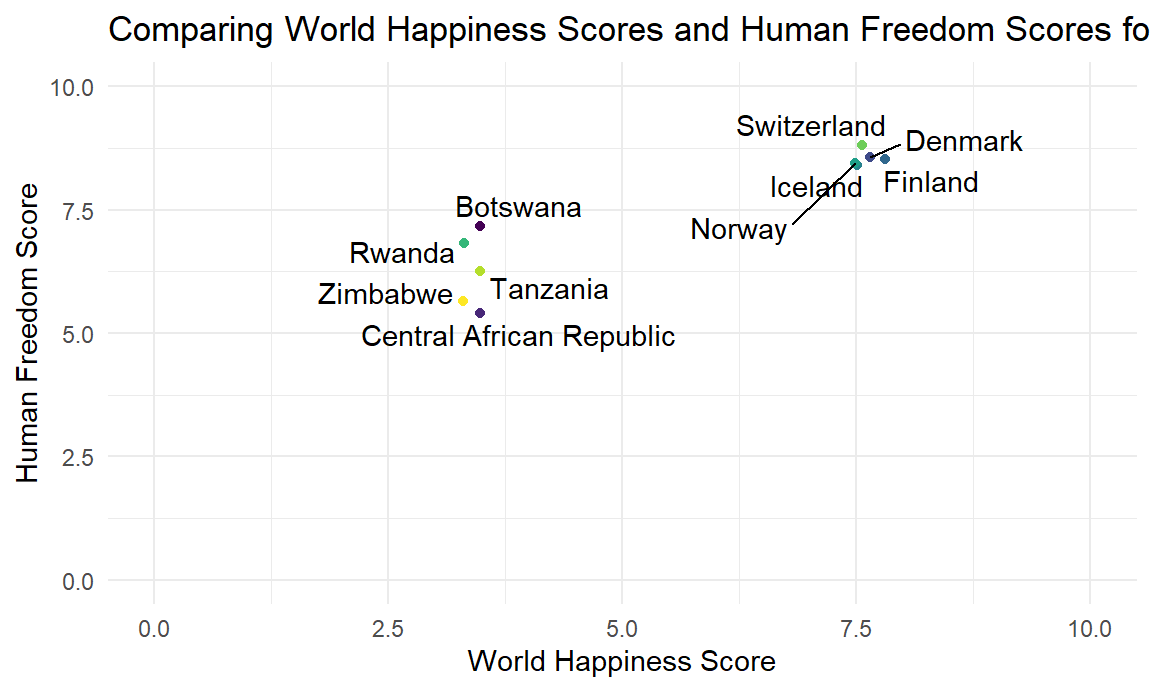 Comparing World Happiness Scores and Human Freedom Scores fo
Human Freedom Score
10.0
7.5
5.0
2.5
0.0
Switzerland
Denmark
Iceland
Finland
Norway
Botswana
Rwanda
Tanzania
Zimbabwe
Central African Republic
0.0
2.5
5.0
7.5
10.0
World Happiness Score